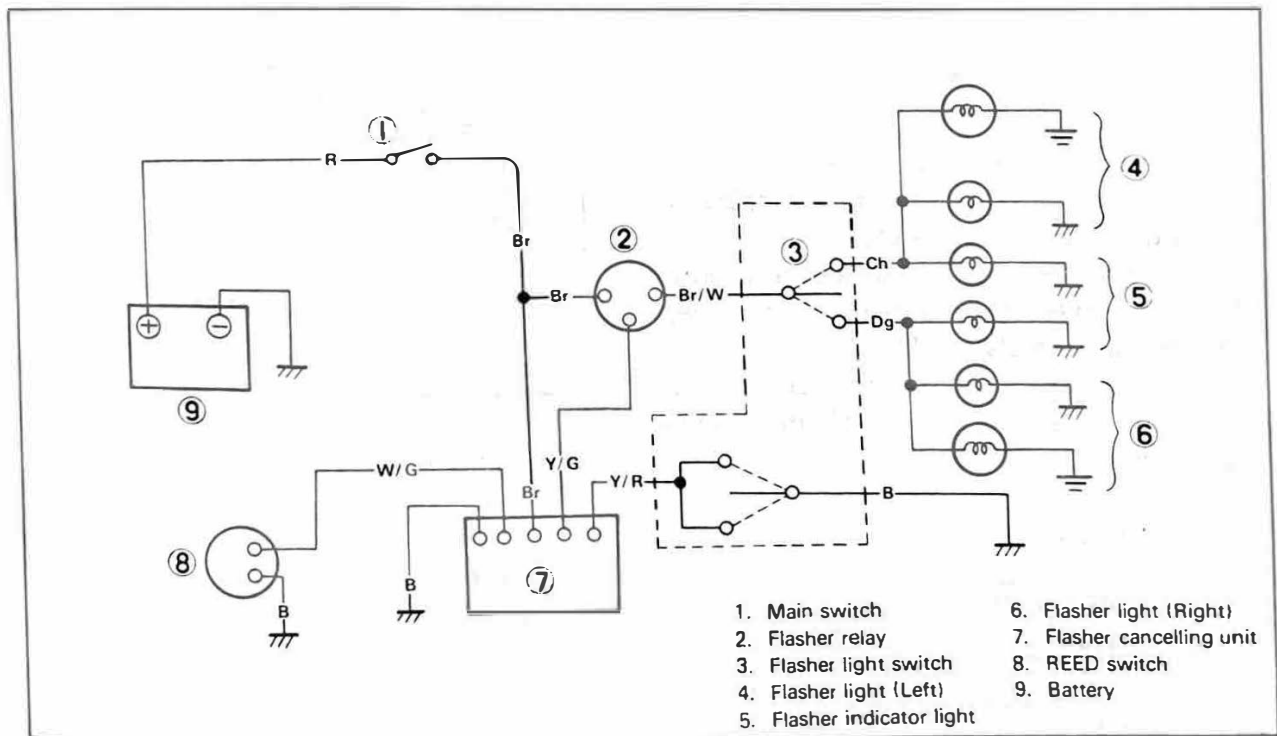 ①
R
Br
②
Br
Br/W
③
Ch
Dg
④
⑤
⑥
+
−
⑨
W/G
Y/G
Br
Y/R
B
B
⑧
B
⑦
1. Main switch
2. Flasher relay
3. Flasher light switch
4. Flasher light (Left)
5. Flasher indicator light
6. Flasher light (Right)
7. Flasher cancelling unit
8. REED switch
9. Battery